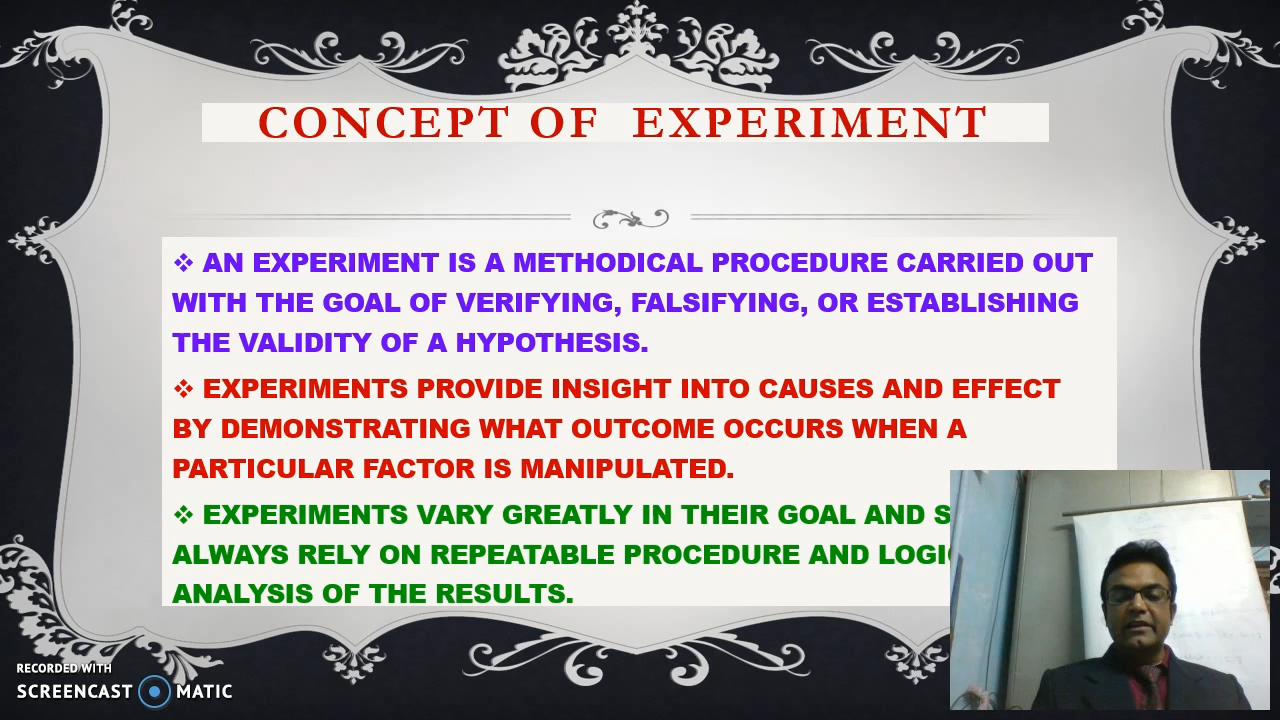 CONCEPT OF EXPERIMENT
❖ AN EXPERIMENT IS A METHODICAL PROCEDURE CARRIED OUT
WITH THE GOAL OF VERIFYING, FALSIFYING, OR ESTABLISHING
THE VALIDITY OF A HYPOTHESIS.
❖ EXPERIMENTS PROVIDE INSIGHT INTO CAUSES AND EFFECT
BY DEMONSTRATING WHAT OUTCOME OCCURS WHEN A
PARTICULAR FACTOR IS MANIPULATED.
❖ EXPERIMENTS VARY GREATLY IN THEIR GOAL AND
ALWAYS RELY ON REPEATABLE PROCEDURE AND
ANALYSIS OF THE RESULTS.
RECORDED WITH
SCREENCAST MATIC